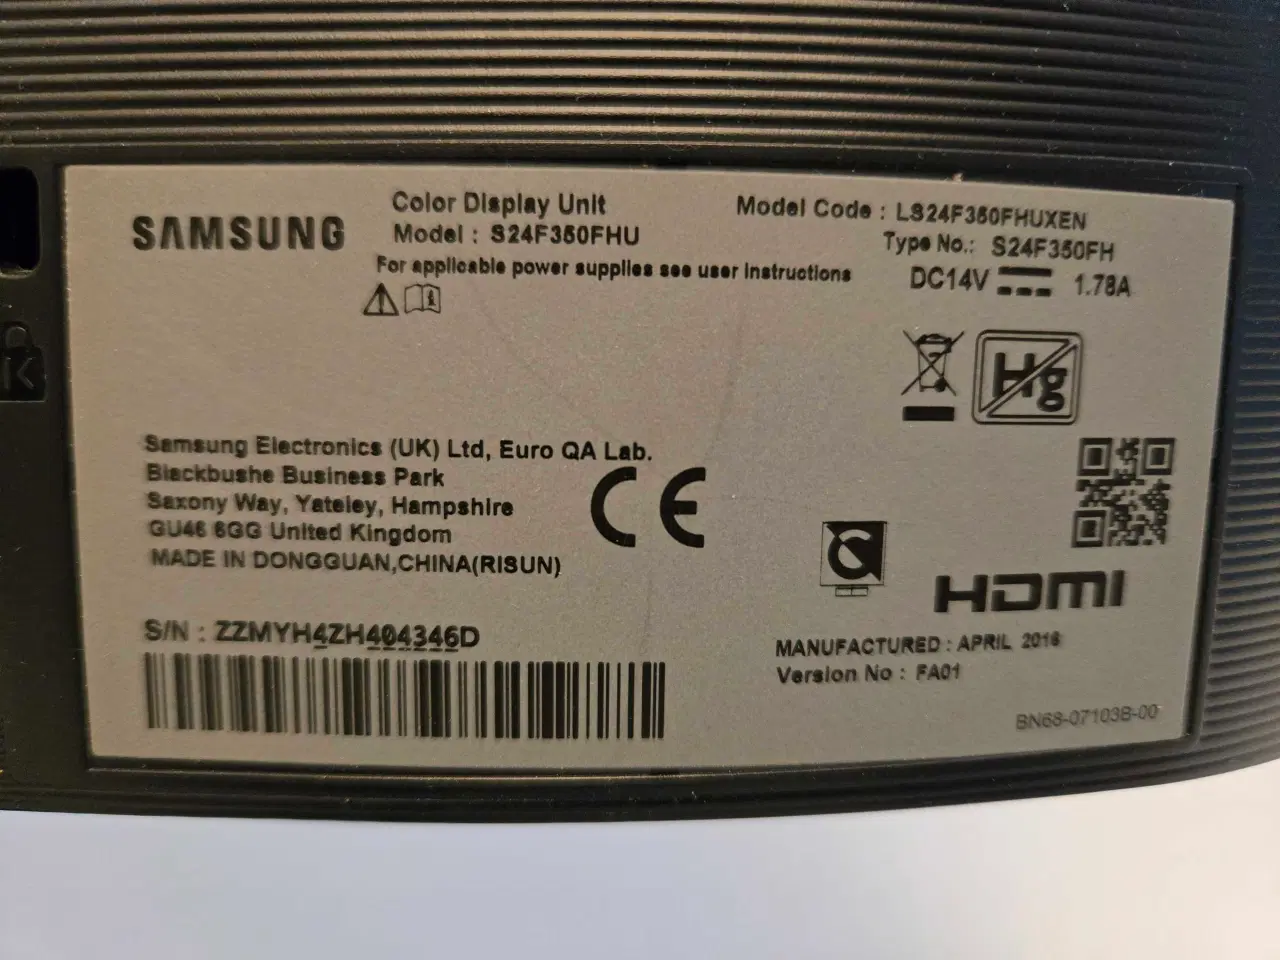 SAMSUNG
Color Display Unit
Model : S24F350FHU
For applicable power supplies see user instructions
Model Code : LS24F350FHUXEN
Type No.: S24F350FH
DC14V 1.78A
Hg
Samsung Electronics (UK) Ltd, Euro QA Lab.
Blackbushe Business Park
Saxony Way, Yateley, Hampshire
GU46 6GG United Kingdom
MADE IN DONGGUAN,CHINA(RISUN)
CE
HDMI
S/N : ZZMYH4ZH404346D
MANUFACTURED : APRIL 2016
Version No : FA01
BN68-07103B-00
K